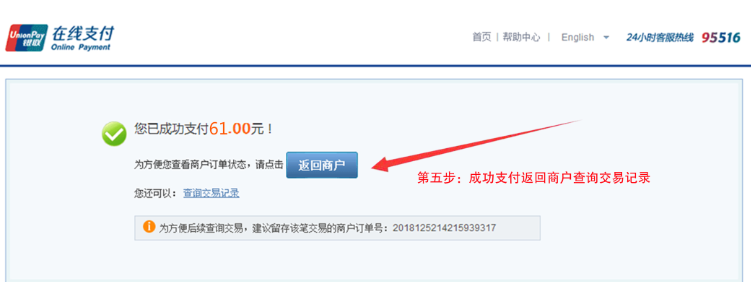 UnionPay 银联 在线支付
Online Payment
首页 | 帮助中心 | English 24小时客服热线 95516
您已成功支付61.00元！
为方便您查看商户订单状态，请点击 返回商户
第五步：成功支付返回商户查询交易记录
您还可以： 查询交易记录
为方便后续查询交易，建议留存该笔交易的商户订单号：2018125214215939317